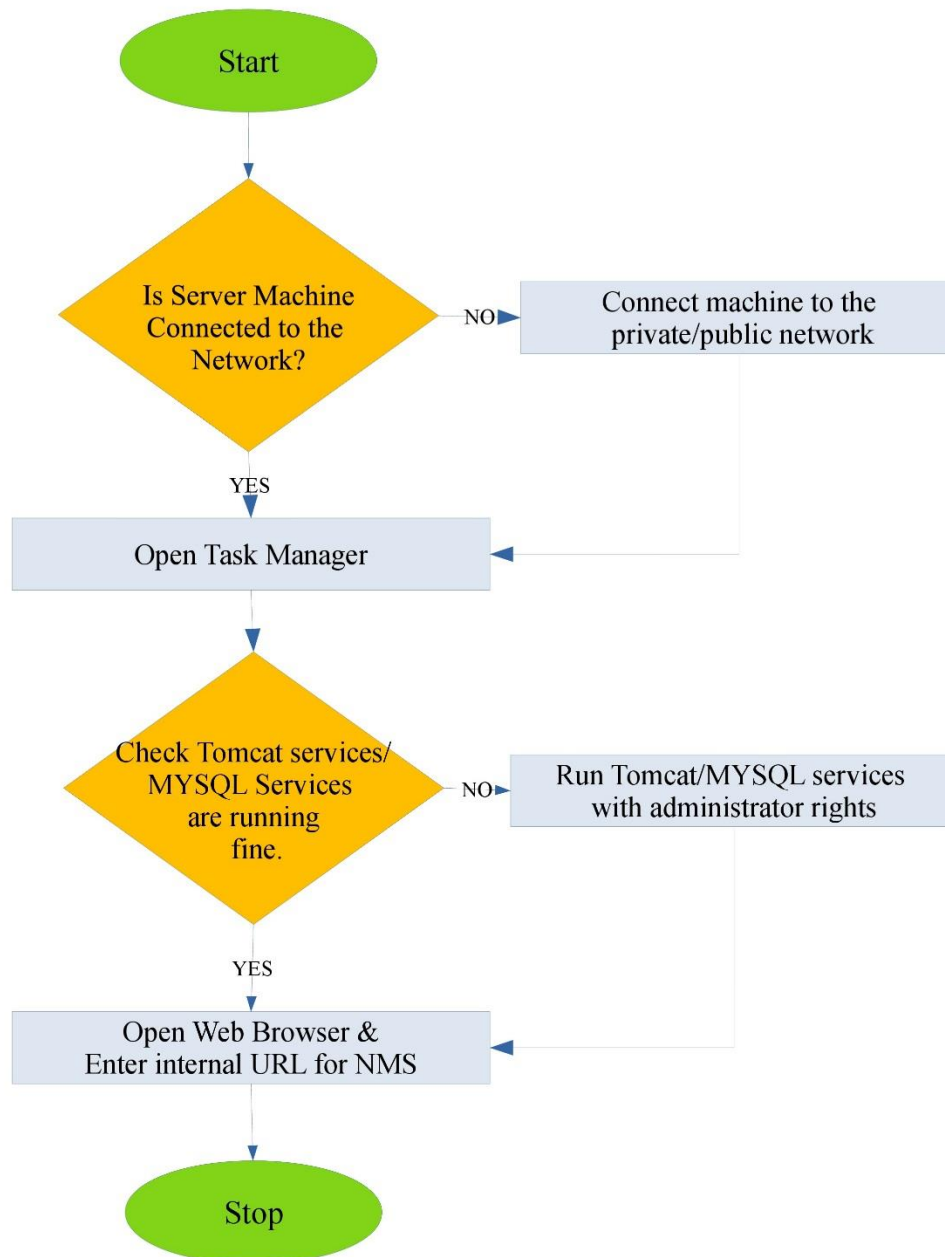 Start
Is Server Machine
Connected to the
Network?
NO
Connect machine to the
private/public network
YES
Open Task Manager
Check Tomcat services/
MYSQL Services
are running
fine.
NO
Run Tomcat/MYSQL services
with administrator rights
YES
Open Web Browser &
Enter internal URL for NMS
Stop